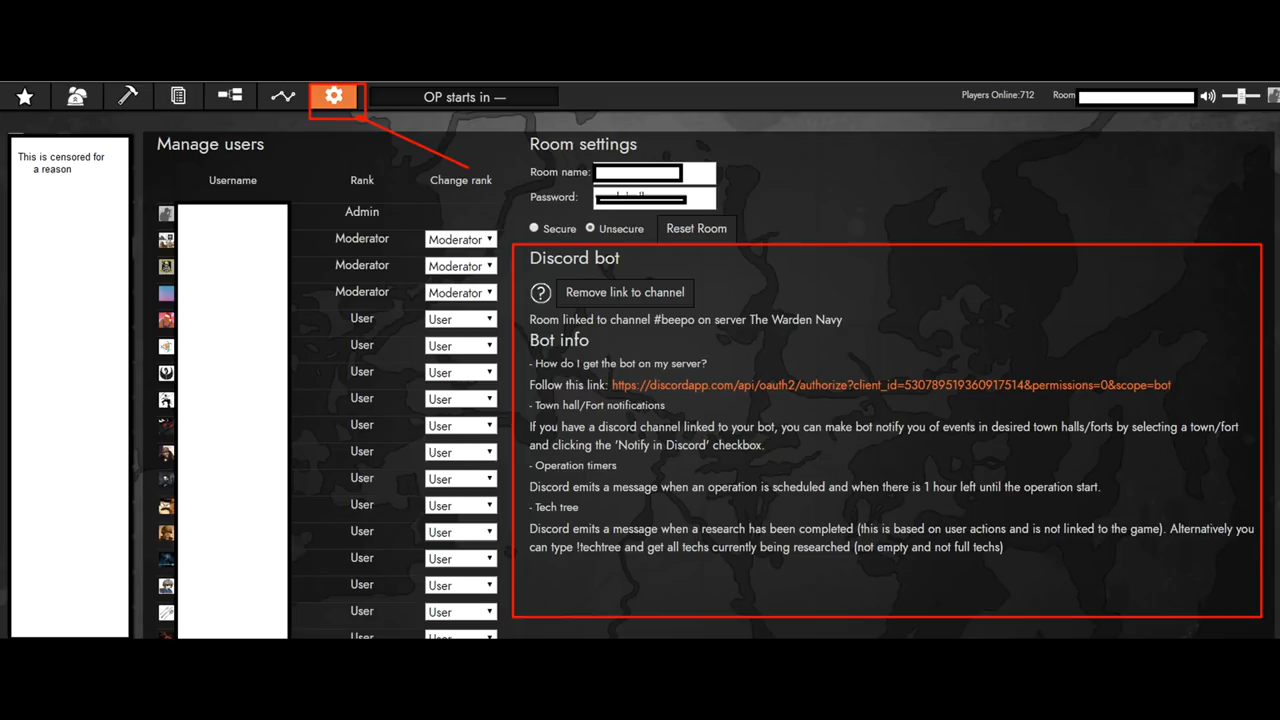 OP starts in —
Players Online:712
Room
This is censored for
a reason
Manage users
Username Rank Change rank
Admin
Moderator Moderator
Moderator Moderator
Moderator Moderator
User User
User User
User User
User User
User User
User User
User User
User User
User User
User User
User User
User User
User User
Room settings
Room name:
Password:
Secure Unsecure Reset Room
Discord bot
? Remove link to channel
Room linked to channel #beepo on server The Warden Navy
Bot info
- How do I get the bot on my server?
Follow this link: https://discordapp.com/api/oauth2/authorize?client_id=530789519360917514&permissions=0&scope=bot
- Town hall/Fort notifications
If you have a discord channel linked to your bot, you can make bot notify you of events in desired town halls/forts by selecting a town/fort
and clicking the 'Notify in Discord' checkbox.
- Operation timers
Discord emits a message when an operation is scheduled and when there is 1 hour left until the operation start.
- Tech tree
Discord emits a message when a research has been completed (this is based on user actions and is not linked to the game). Alternatively you
can type !techtree and get all techs currently being researched (not empty and not full techs)